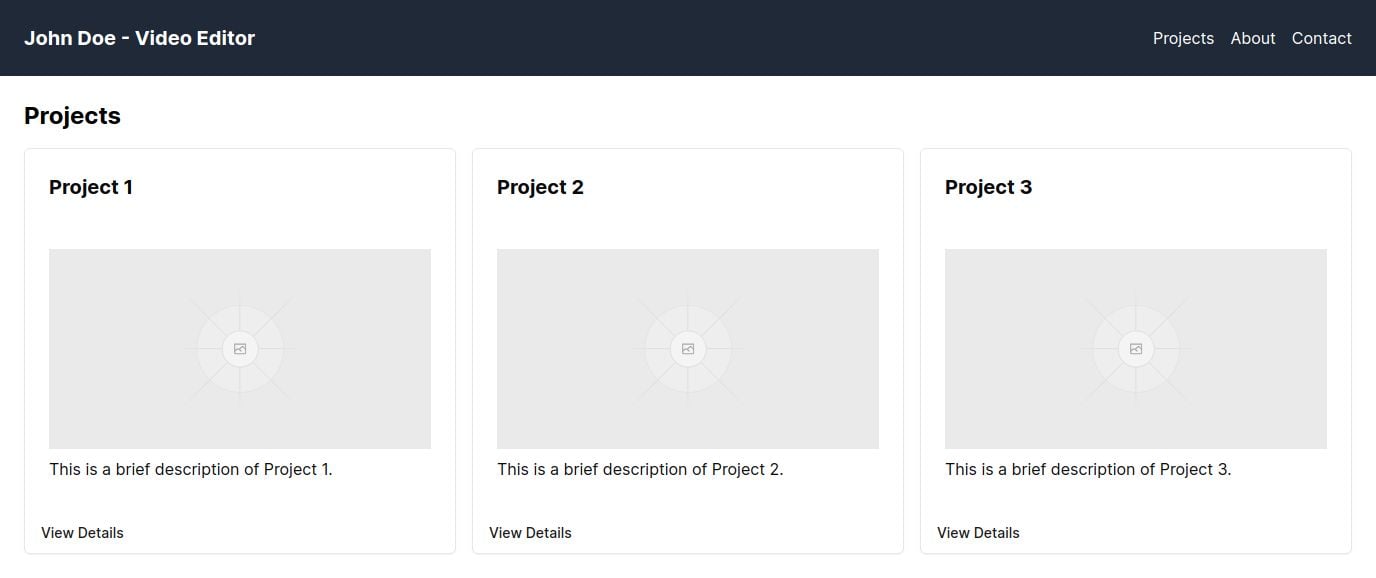 John Doe - Video Editor
Projects About Contact
Projects
Project 1
This is a brief description of Project 1.
View Details
Project 2
This is a brief description of Project 2.
View Details
Project 3
This is a brief description of Project 3.
View Details